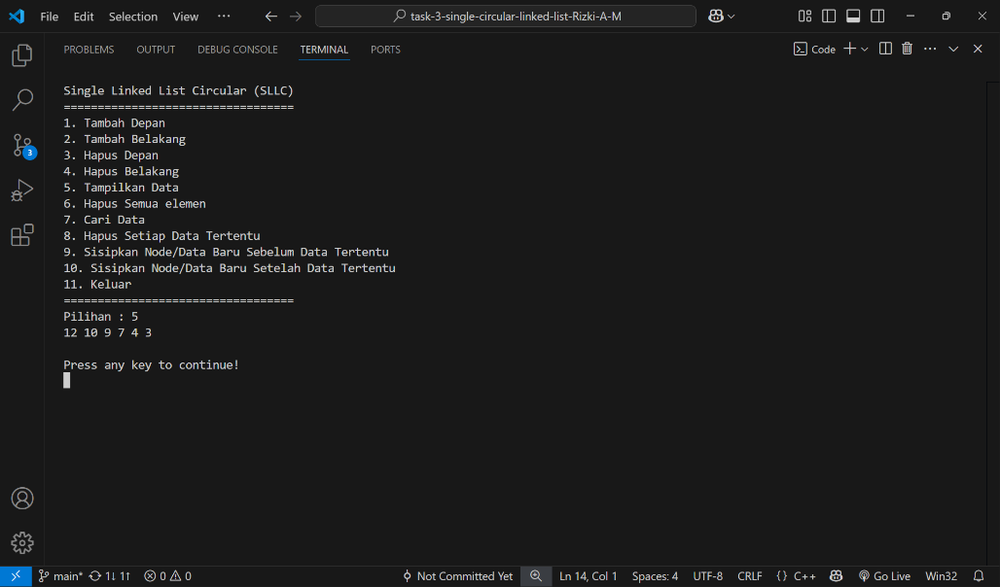 File Edit Selection View ··· task-3-single-circular-linked-list-Rizki-A-M
PROBLEMS OUTPUT DEBUG CONSOLE TERMINAL PORTS Code
Single Linked List Circular (SLLC)
==================================
1. Tambah Depan
2. Tambah Belakang
3. Hapus Depan
4. Hapus Belakang
5. Tampilkan Data
6. Hapus Semua elemen
7. Cari Data
8. Hapus Setiap Data Tertentu
9. Sisipkan Node/Data Baru Sebelum Data Tertentu
10. Sisipkan Node/Data Baru Setelah Data Tertentu
11. Keluar
==================================
Pilihan : 5
12 10 9 7 4 3
Press any key to continue!
3
main* 1↓ 1↑ 0 0 Not Committed Yet Ln 14, Col 1 Spaces: 4 UTF-8 CRLF {} C++ Go Live Win32